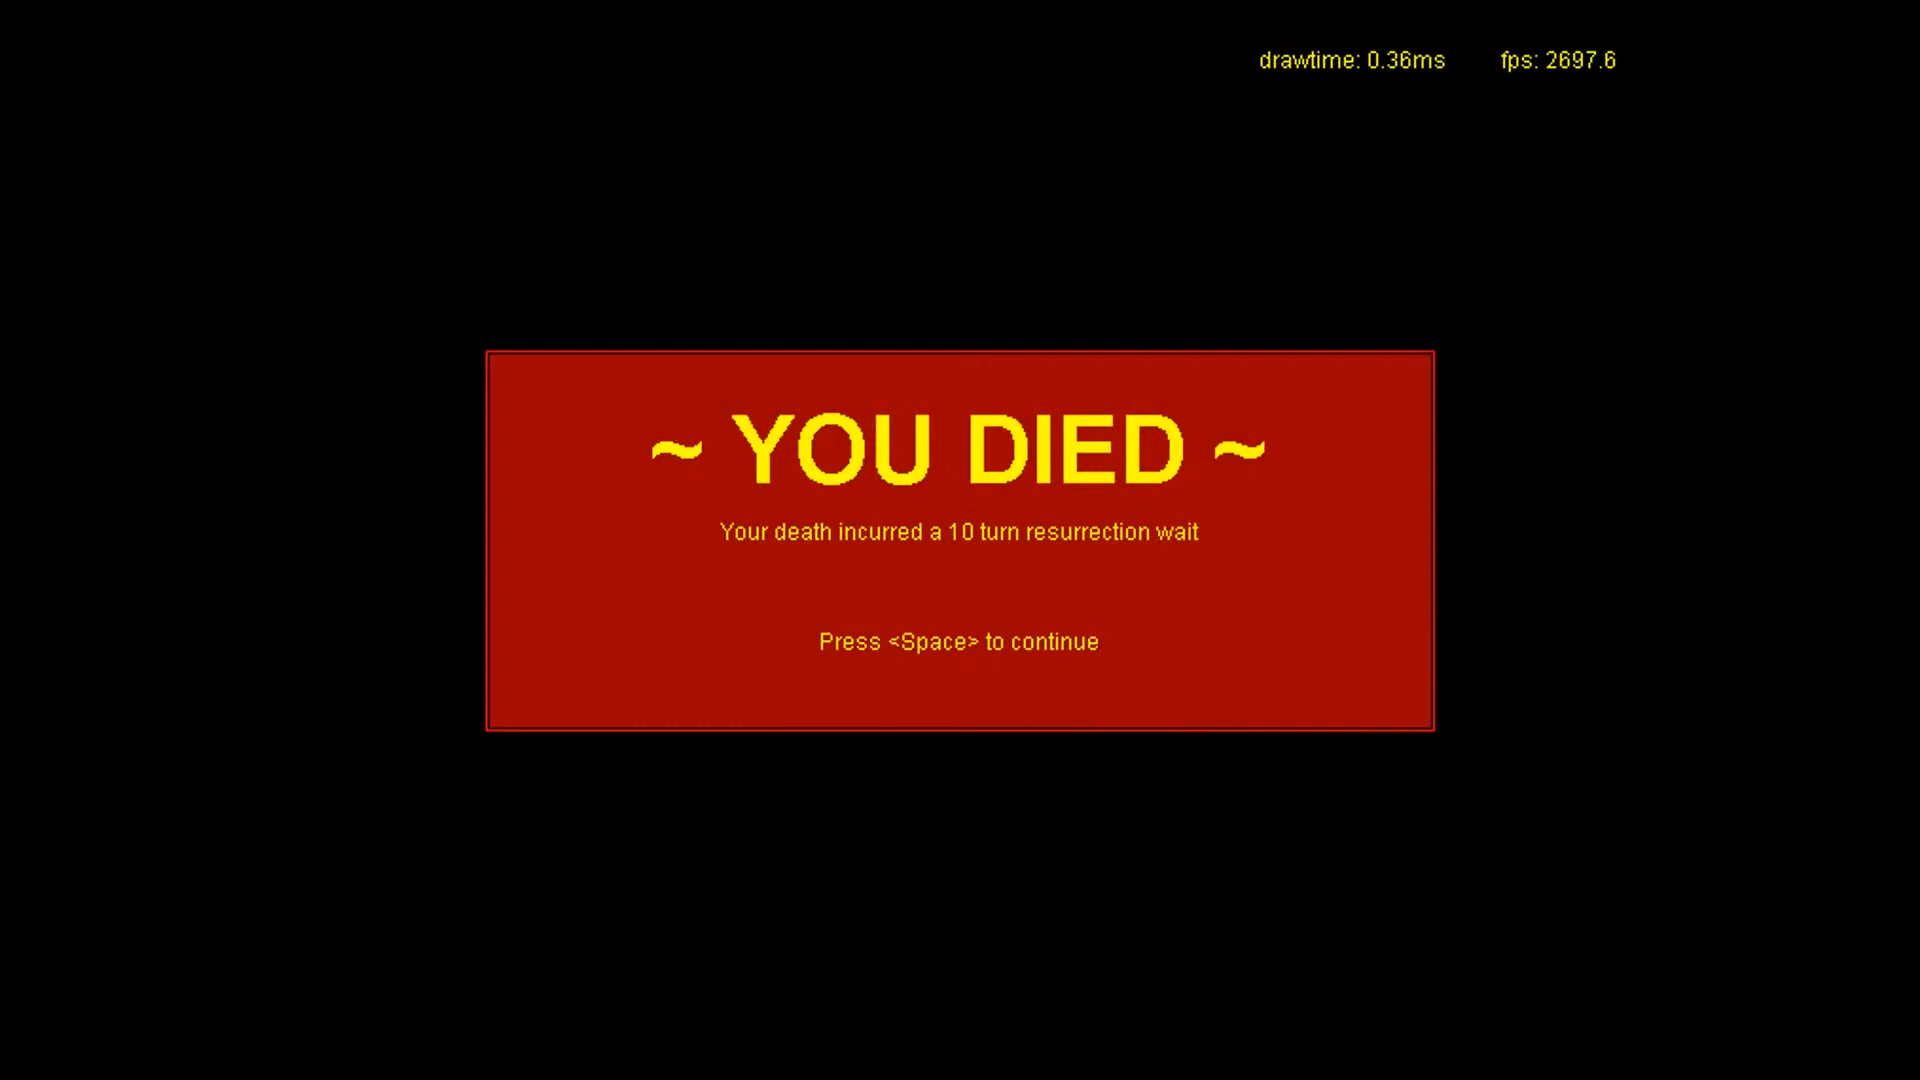 drawtime: 0.36ms fps: 2697.6
~ YOU DIED ~
Your death incurred a 10 turn resurrection wait
Press <Space> to continue